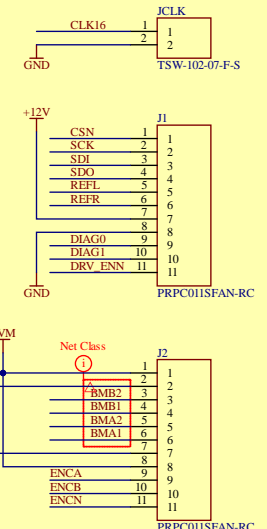 JCLK
CLK16 1 1
2 2
GND
TSW-102-07-F-S
+12V
J1
CSN 1 1
SCK 2 2
SDI 3 3
SDO 4 4
REFL 5 5
REFR 6 6
7 7
8 8
DIAG0 9 9
DIAG1 10 10
DRV_ENN 11 11
GND
PRPC011SFAN-RC
VM
J2
Net Class
i
1 1
2 2
BMB2 3 3
BMB1 4 4
BMA2 5 5
BMA1 6 6
7 7
8 8
ENCA 9 9
ENCB 10 10
ENCN 11 11
PRPC011SFAN-RC